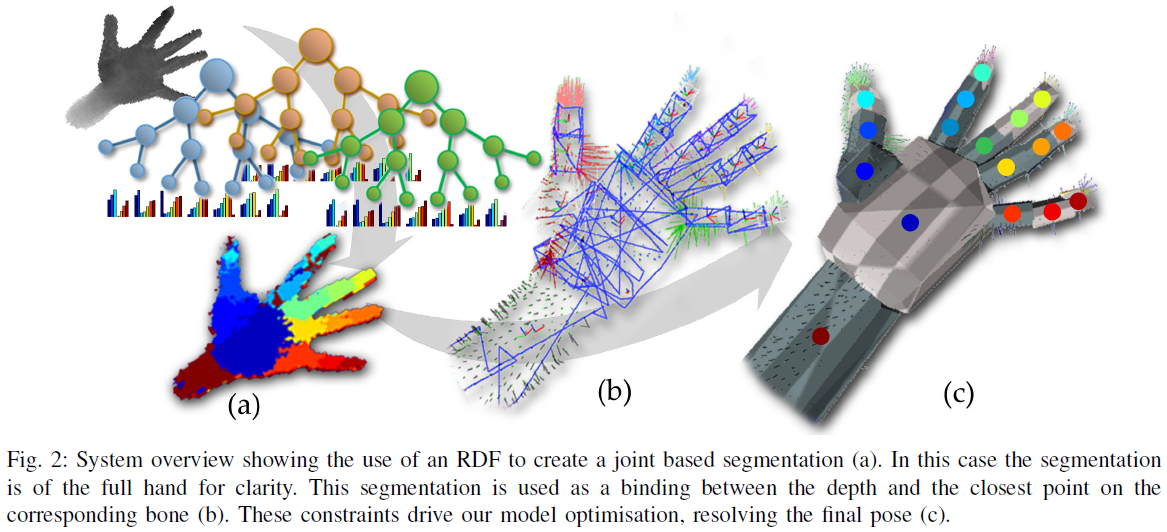 (a)
(b)
(c)
Fig. 2: System overview showing the use of an RDF to create a joint based segmentation (a). In this case the segmentation
is of the full hand for clarity. This segmentation is used as a binding between the depth and the closest point on the
corresponding bone (b). These constraints drive our model optimisation, resolving the final pose (c).